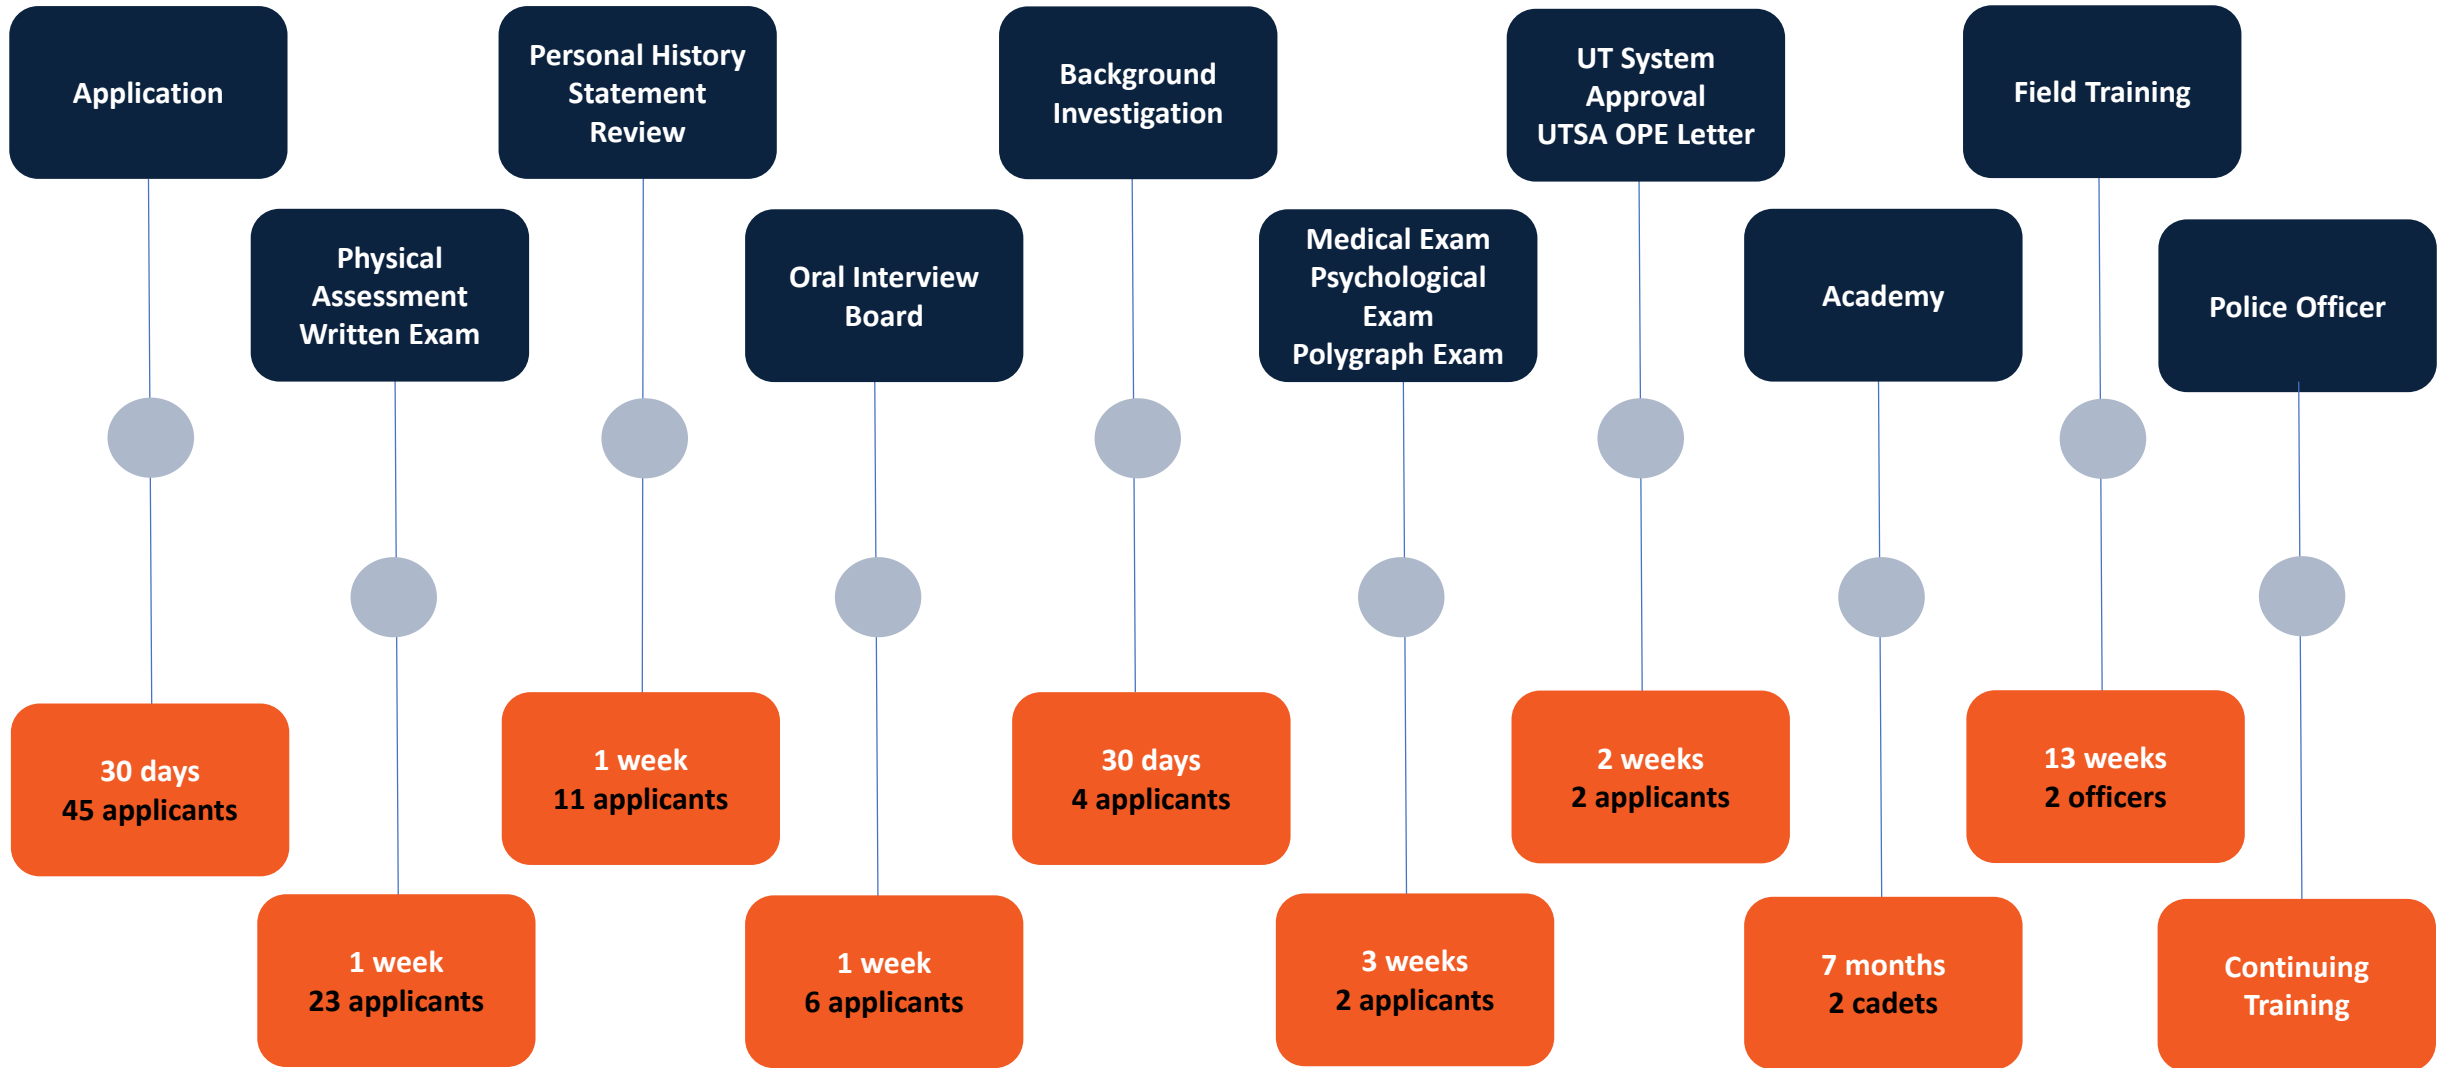 Application
Personal History
Statement
Review
Background
Investigation
UT System
Approval
UTSA OPE Letter
Field Training
Physical
Assessment
Written Exam
Oral Interview
Board
Medical Exam
Psychological
Exam
Polygraph Exam
Academy
Police Officer
30 days
45 applicants
1 week
11 applicants
30 days
4 applicants
2 weeks
2 applicants
13 weeks
2 officers
1 week
23 applicants
1 week
6 applicants
3 weeks
2 applicants
7 months
2 cadets
Continuing
Training